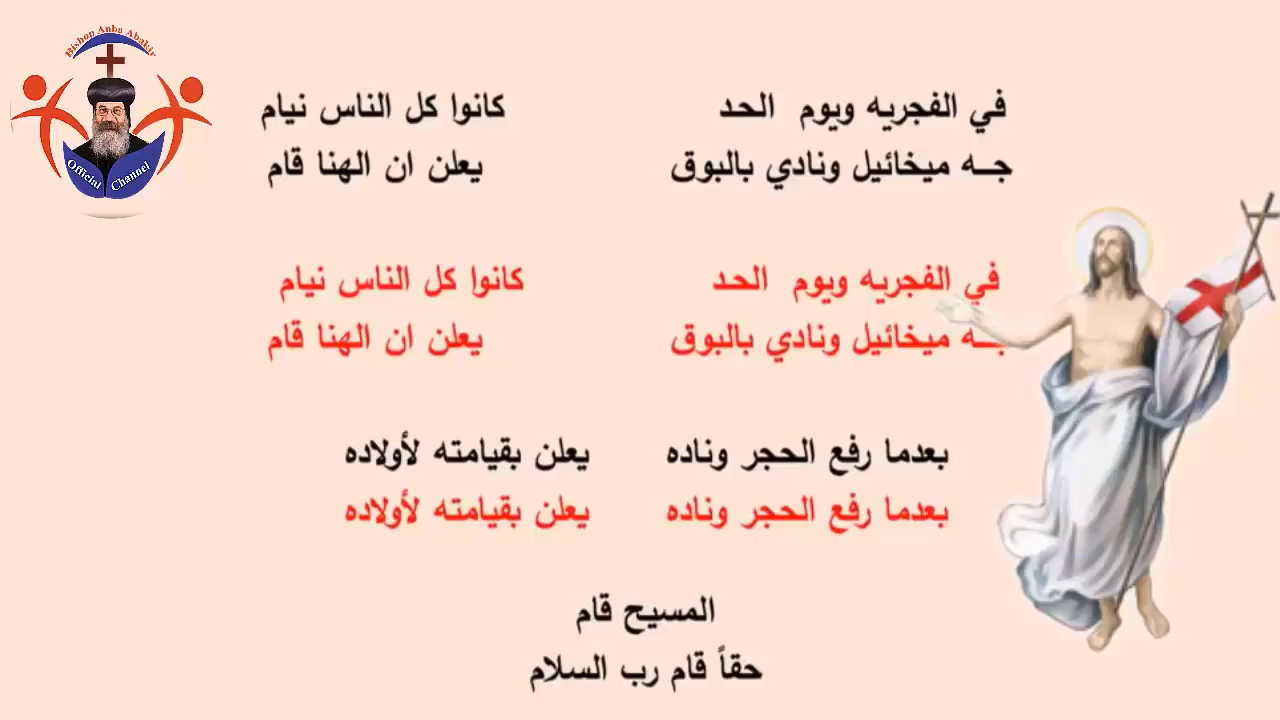 Bishop Anba Abakir
Official Channel
في الفجريه ويوم الحد كانوا كل الناس نيام
جـــه ميخائيل ونادي بالبوق يعلن ان الهنا قام
في الفجريه ويوم الحد كانوا كل الناس نيام
جـــه ميخائيل ونادي بالبوق يعلن ان الهنا قام
بعدما رفع الحجر وناده يعلن بقيامته لأولاده
بعدما رفع الحجر وناده يعلن بقيامته لأولاده
المسيح قام
حقاً قام رب السلام